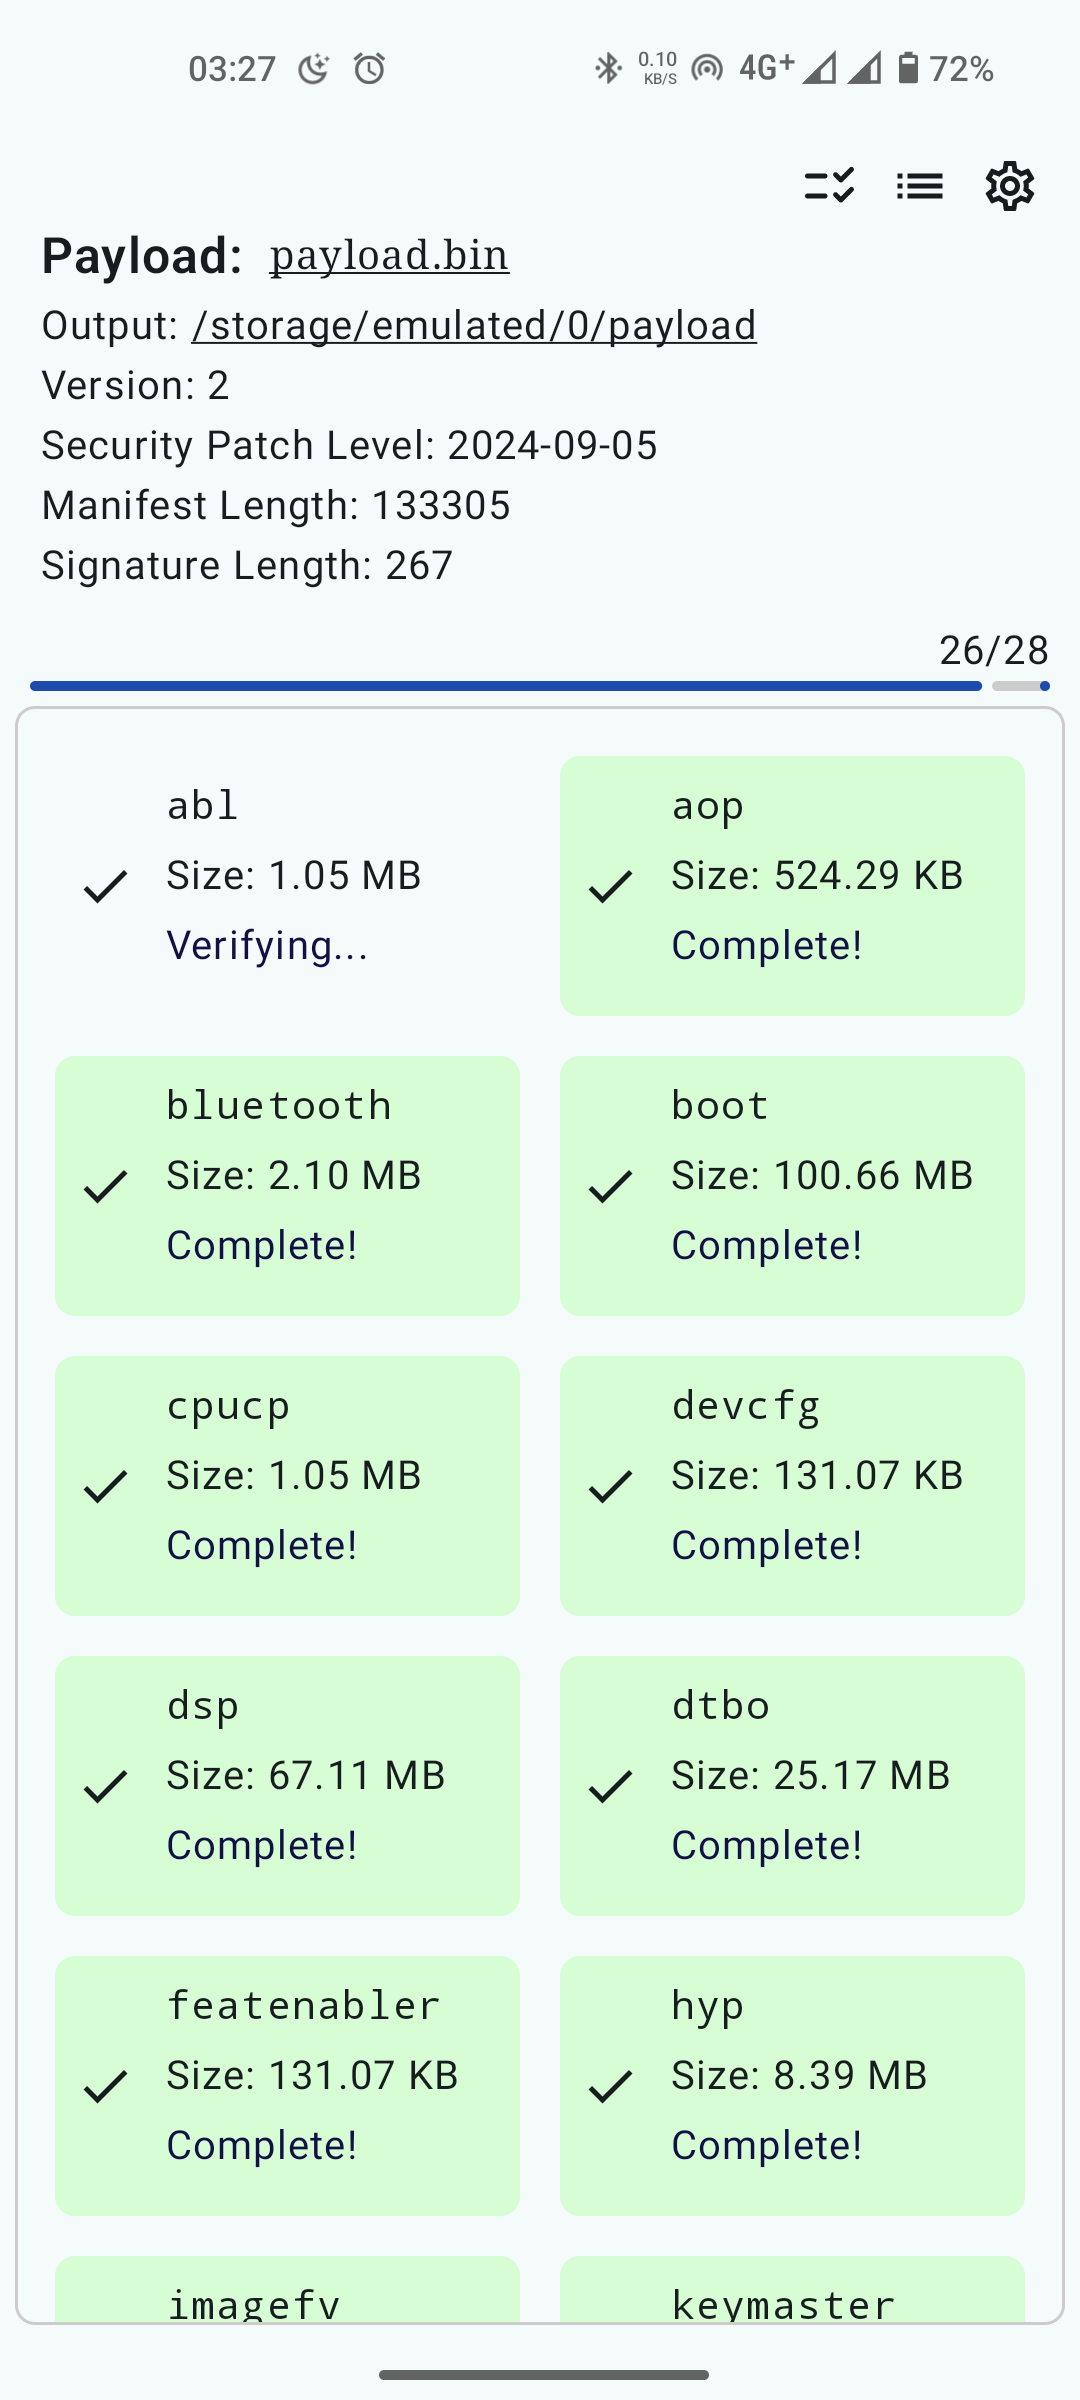 03:27 0.10 KB/S 4G+ 72%
Payload: payload.bin
Output: /storage/emulated/0/payload
Version: 2
Security Patch Level: 2024-09-05
Manifest Length: 133305
Signature Length: 267
26/28
abl
Size: 1.05 MB
Verifying...
aop
Size: 524.29 KB
Complete!
bluetooth
Size: 2.10 MB
Complete!
boot
Size: 100.66 MB
Complete!
cpucp
Size: 1.05 MB
Complete!
devcfg
Size: 131.07 KB
Complete!
dsp
Size: 67.11 MB
Complete!
dtbo
Size: 25.17 MB
Complete!
featenabler
Size: 131.07 KB
Complete!
hyp
Size: 8.39 MB
Complete!
imagefv
keymaster